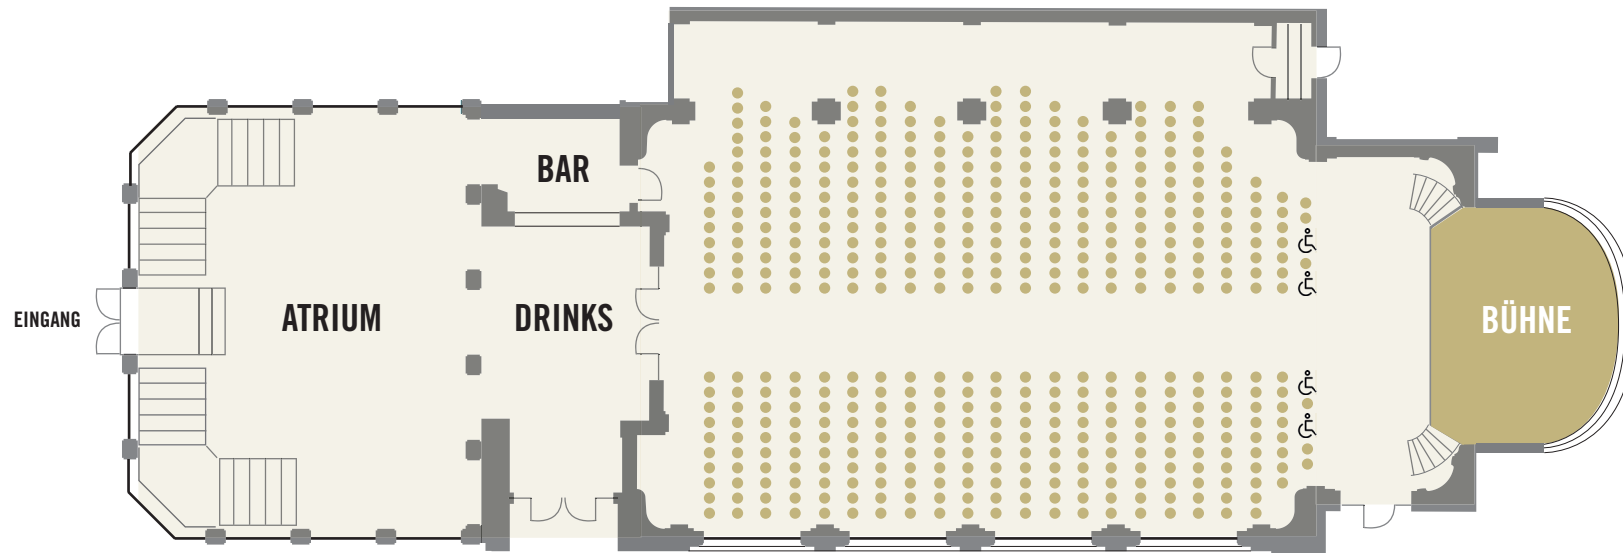 BAR
EINGANG
ATRIUM
DRINKS
BÜHNE